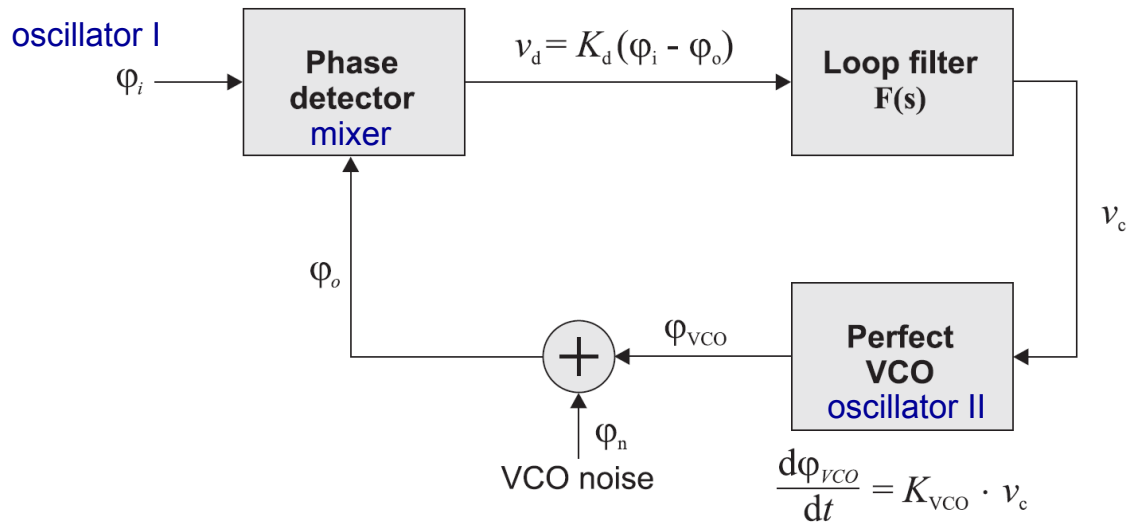 oscillator I
φi
Phase
detector
mixer
vd = Kd (φi - φo)
Loop filter
F(s)
vc
φo
φVCO
+
φn
VCO noise
Perfect
VCO
oscillator II
dφVCO/dt = KVCO · vc